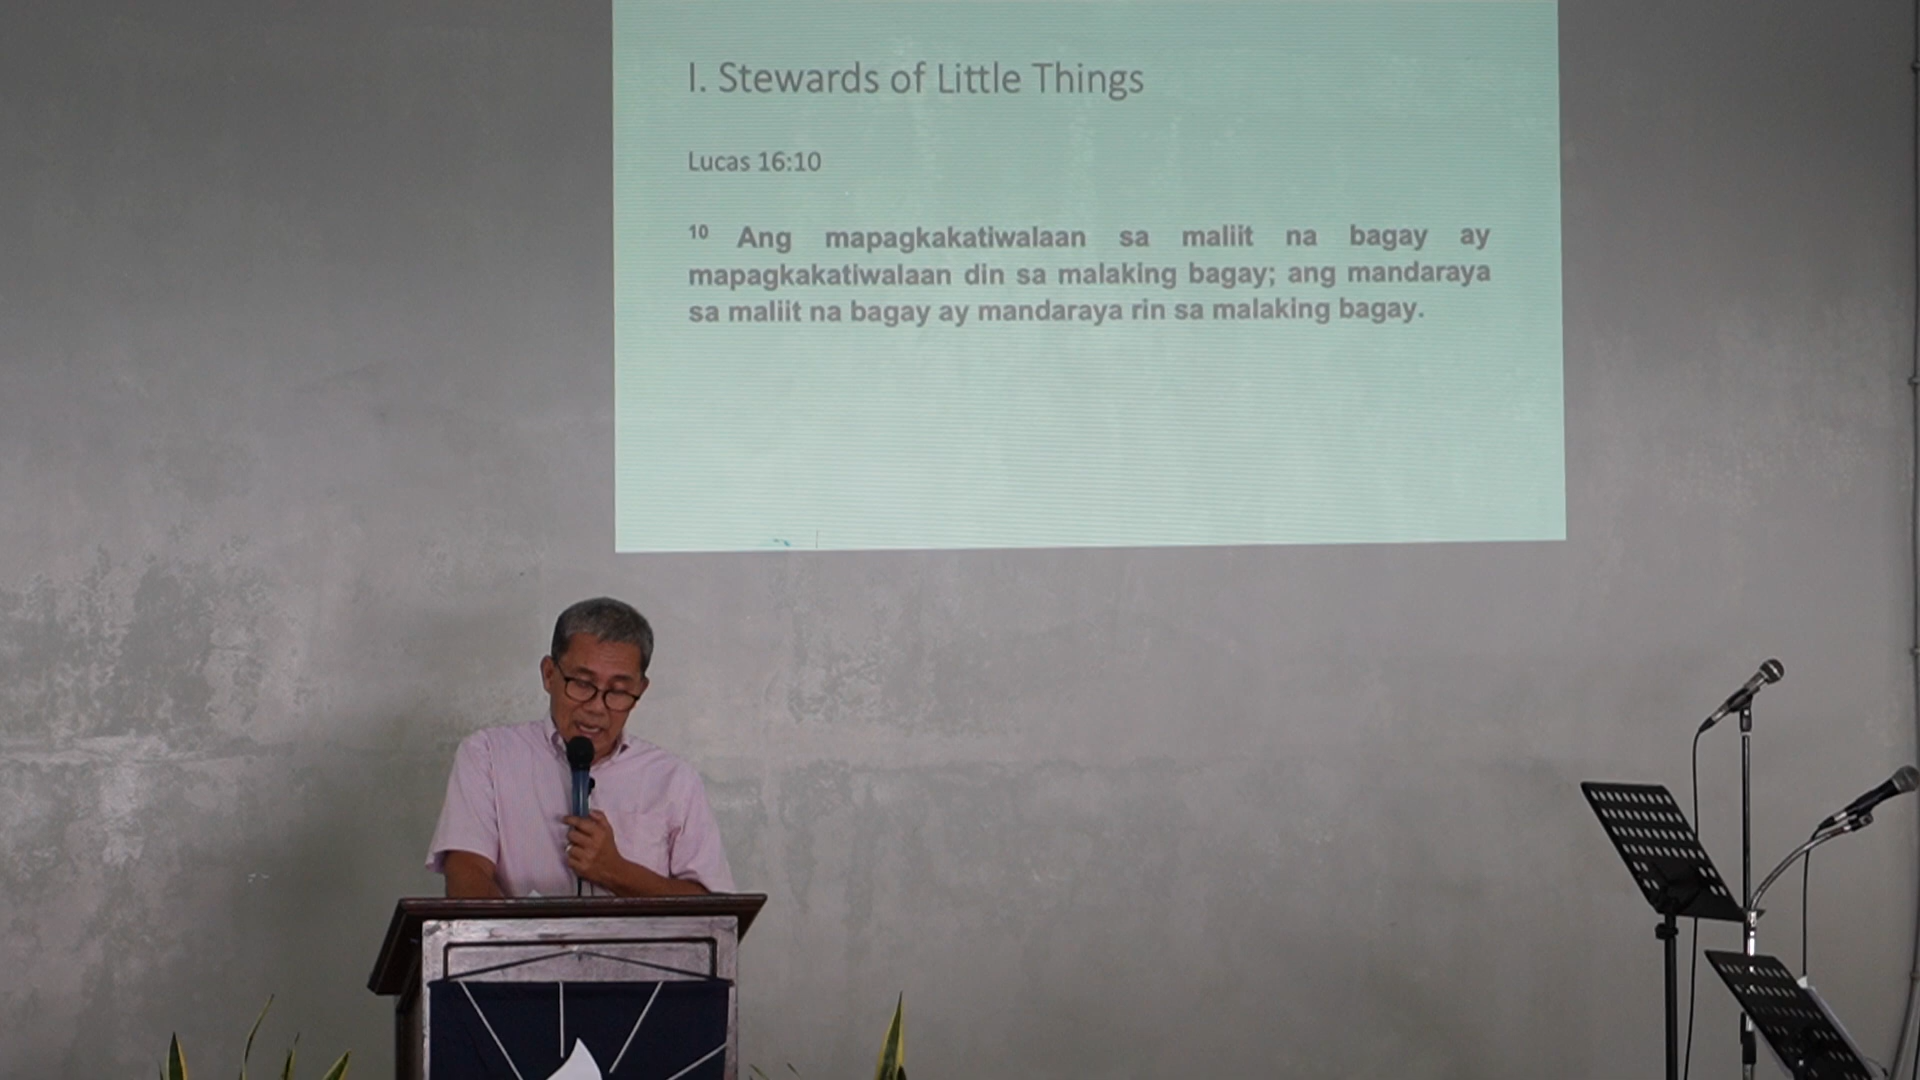 I. Stewards of Little Things
Lucas 16:10
10 Ang mapagkakatiwalaan sa maliit na bagay ay
mapagkakatiwalaan din sa malaking bagay; ang mandaraya
sa maliit na bagay ay mandaraya rin sa malaking bagay.